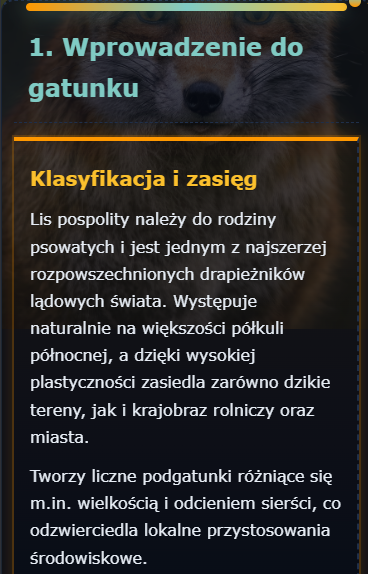 1. Wprowadzenie do
gatunku
Klasyfikacja i zasięg
Lis pospolity należy do rodziny
psowatych i jest jednym z najszerzej
rozpowszechnionych drapieżników
lądowych świata. Występuje
naturalnie na większości półkuli
północnej, a dzięki wysokiej
plastyczności zasiedla zarówno dzikie
tereny, jak i krajobraz rolniczy oraz
miasta.
Tworzy liczne podgatunki różniące się
m.in. wielkością i odcieniem sierści, co
odzwierciedla lokalne przystosowania
środowiskowe.